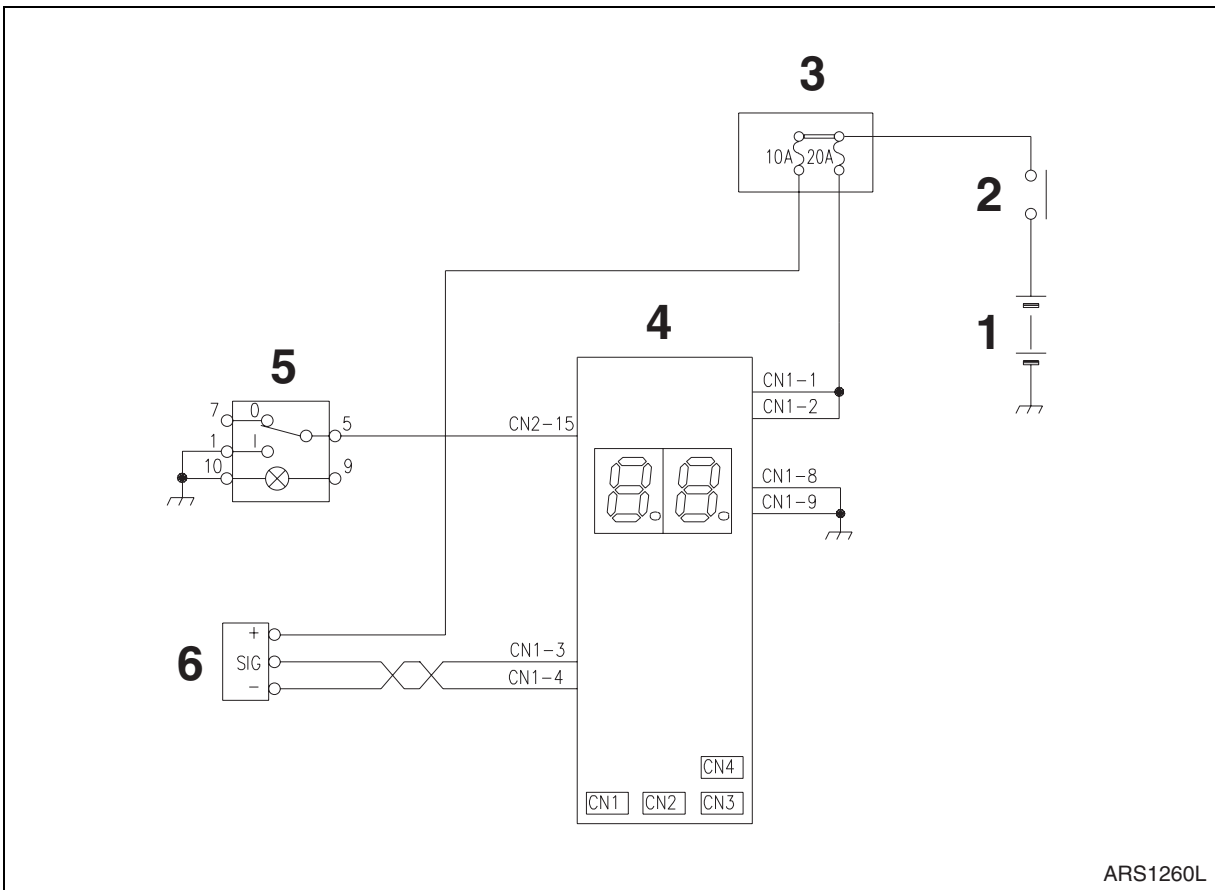 3
10A 20A
2
1
4
5
CN1-1
CN1-2
7 0 5
CN2-15
1 I
10 9
CN1-8
CN1-9
+
6 SIG
CN1-3
-
CN1-4
CN4
CN1 CN2 CN3
ARS1260L